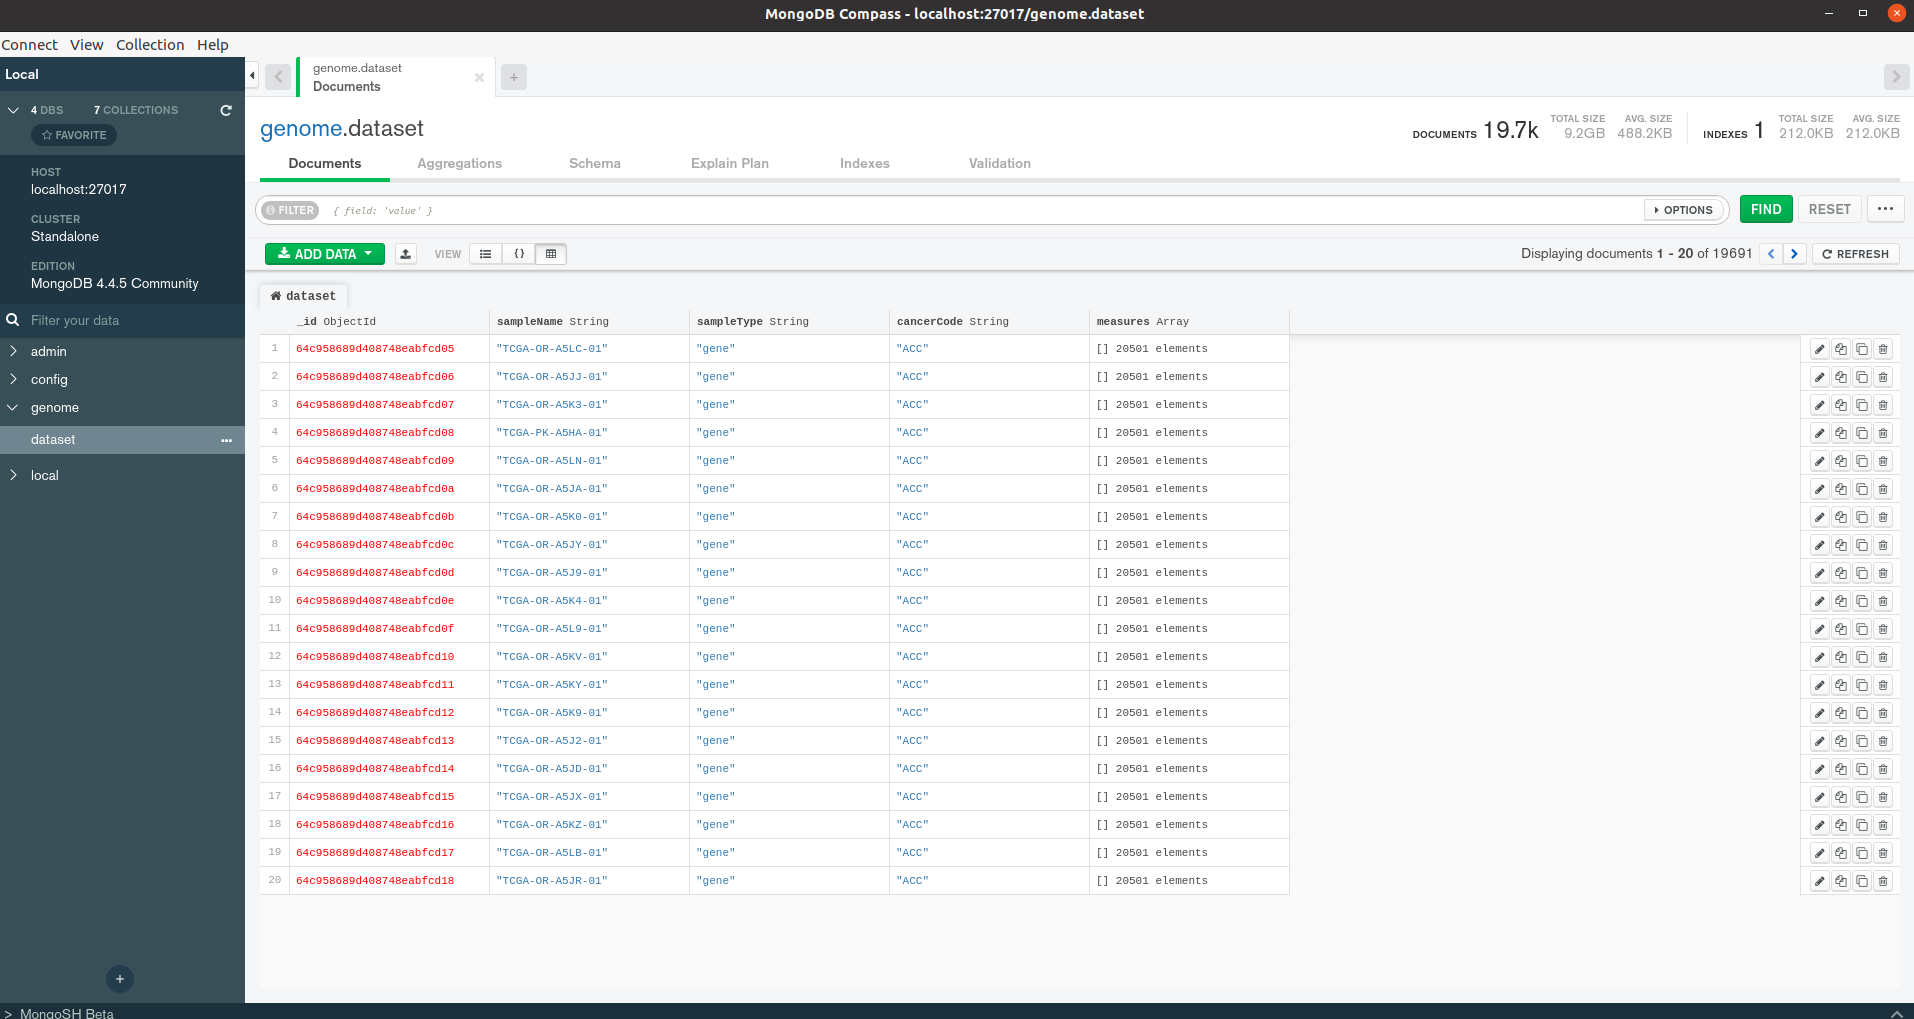 MongoDB Compass - localhost:27017/genome.dataset
Connect View Collection Help
Local
4 DBS 7 COLLECTIONS
FAVORITE
HOST
localhost:27017
CLUSTER
Standalone
EDITION
MongoDB 4.4.5 Community
Filter your data
admin
config
genome
dataset
local
MongoSH Beta
genome.dataset
Documents
genome.dataset
DOCUMENTS 19.7k TOTAL SIZE 9.2GB AVG. SIZE 488.2KB INDEXES 1 TOTAL SIZE 212.0KB AVG. SIZE 212.0KB
Documents Aggregations Schema Explain Plan Indexes Validation
FILTER { field: 'value' } OPTIONS FIND RESET
ADD DATA VIEW {} Displaying documents 1 - 20 of 19691 REFRESH
dataset
_id ObjectId sampleName String sampleType String cancerCode String measures Array
1 64c958689d408748eabfcd05 "TCGA-OR-A5LC-01" "gene" "ACC" [] 20501 elements
2 64c958689d408748eabfcd06 "TCGA-OR-A5JJ-01" "gene" "ACC" [] 20501 elements
3 64c958689d408748eabfcd07 "TCGA-OR-A5K3-01" "gene" "ACC" [] 20501 elements
4 64c958689d408748eabfcd08 "TCGA-PK-A5HA-01" "gene" "ACC" [] 20501 elements
5 64c958689d408748eabfcd09 "TCGA-OR-A5LN-01" "gene" "ACC" [] 20501 elements
6 64c958689d408748eabfcd0a "TCGA-OR-A5JA-01" "gene" "ACC" [] 20501 elements
7 64c958689d408748eabfcd0b "TCGA-OR-A5K0-01" "gene" "ACC" [] 20501 elements
8 64c958689d408748eabfcd0c "TCGA-OR-A5JY-01" "gene" "ACC" [] 20501 elements
9 64c958689d408748eabfcd0d "TCGA-OR-A5J9-01" "gene" "ACC" [] 20501 elements
10 64c958689d408748eabfcd0e "TCGA-OR-A5K4-01" "gene" "ACC" [] 20501 elements
11 64c958689d408748eabfcd0f "TCGA-OR-A5L9-01" "gene" "ACC" [] 20501 elements
12 64c958689d408748eabfcd10 "TCGA-OR-A5KV-01" "gene" "ACC" [] 20501 elements
13 64c958689d408748eabfcd11 "TCGA-OR-A5KY-01" "gene" "ACC" [] 20501 elements
14 64c958689d408748eabfcd12 "TCGA-OR-A5K9-01" "gene" "ACC" [] 20501 elements
15 64c958689d408748eabfcd13 "TCGA-OR-A5J2-01" "gene" "ACC" [] 20501 elements
16 64c958689d408748eabfcd14 "TCGA-OR-A5JD-01" "gene" "ACC" [] 20501 elements
17 64c958689d408748eabfcd15 "TCGA-OR-A5JX-01" "gene" "ACC" [] 20501 elements
18 64c958689d408748eabfcd16 "TCGA-OR-A5KZ-01" "gene" "ACC" [] 20501 elements
19 64c958689d408748eabfcd17 "TCGA-OR-A5LB-01" "gene" "ACC" [] 20501 elements
20 64c958689d408748eabfcd18 "TCGA-OR-A5JR-01" "gene" "ACC" [] 20501 elements